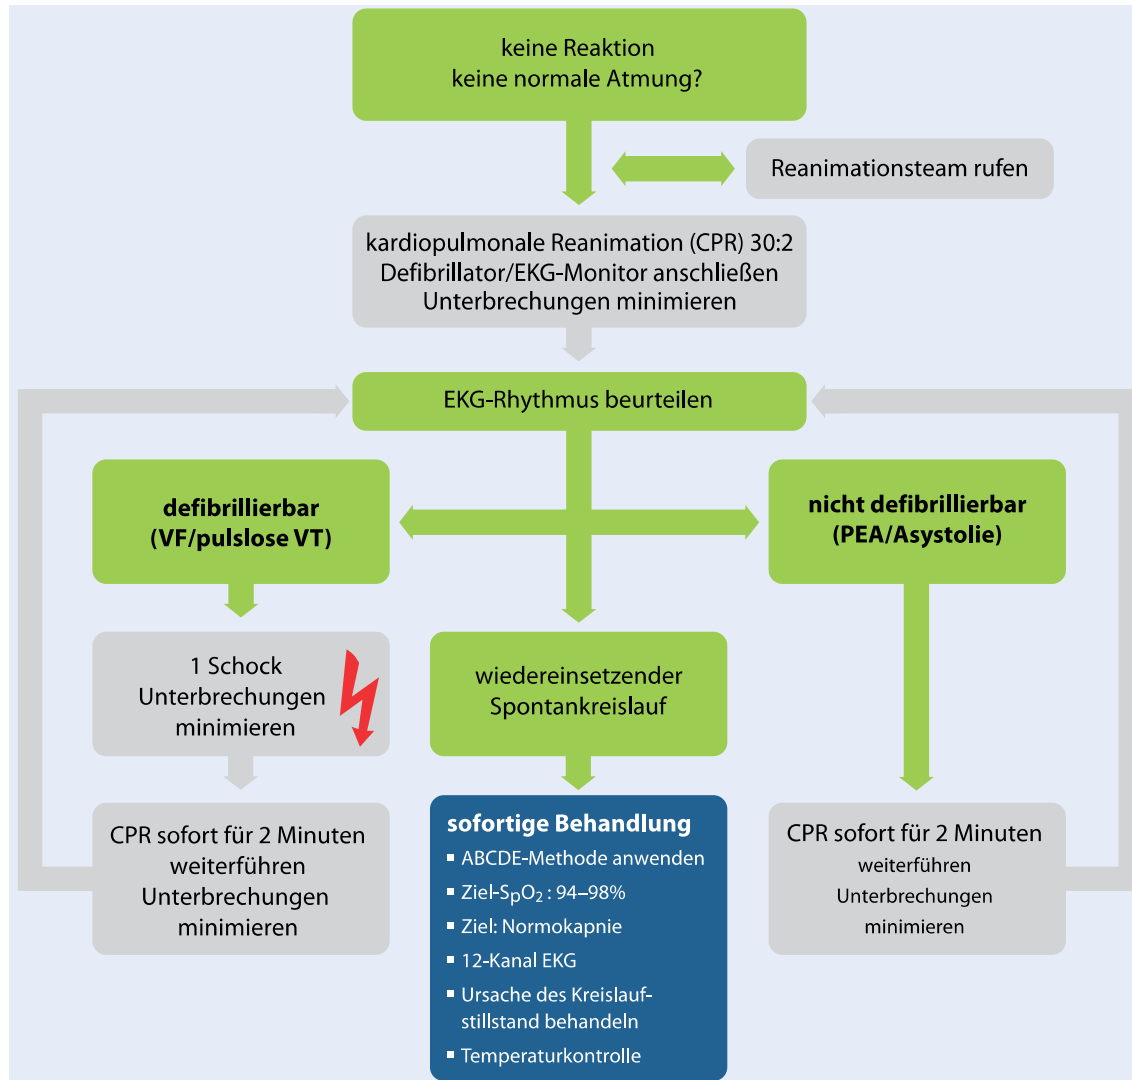 keine Reaktion
keine normale Atmung?
Reanimationsteam rufen
kardiopulmonale Reanimation (CPR) 30:2
Defibrillator/EKG-Monitor anschließen
Unterbrechungen minimieren
EKG-Rhythmus beurteilen
defibrillierbar
(VF/pulslose VT)
nicht defibrillierbar
(PEA/Asystolie)
1 Schock
Unterbrechungen
minimieren
wiedereinsetzender
Spontankreislauf
CPR sofort für 2 Minuten
weiterführen
Unterbrechungen
minimieren
sofortige Behandlung
▪ ABCDE-Methode anwenden
▪ Ziel-SpO2 : 94–98%
▪ Ziel: Normokapnie
▪ 12-Kanal EKG
▪ Ursache des Kreislauf-
stillstand behandeln
▪ Temperaturkontrolle
CPR sofort für 2 Minuten
weiterführen
Unterbrechungen
minimieren